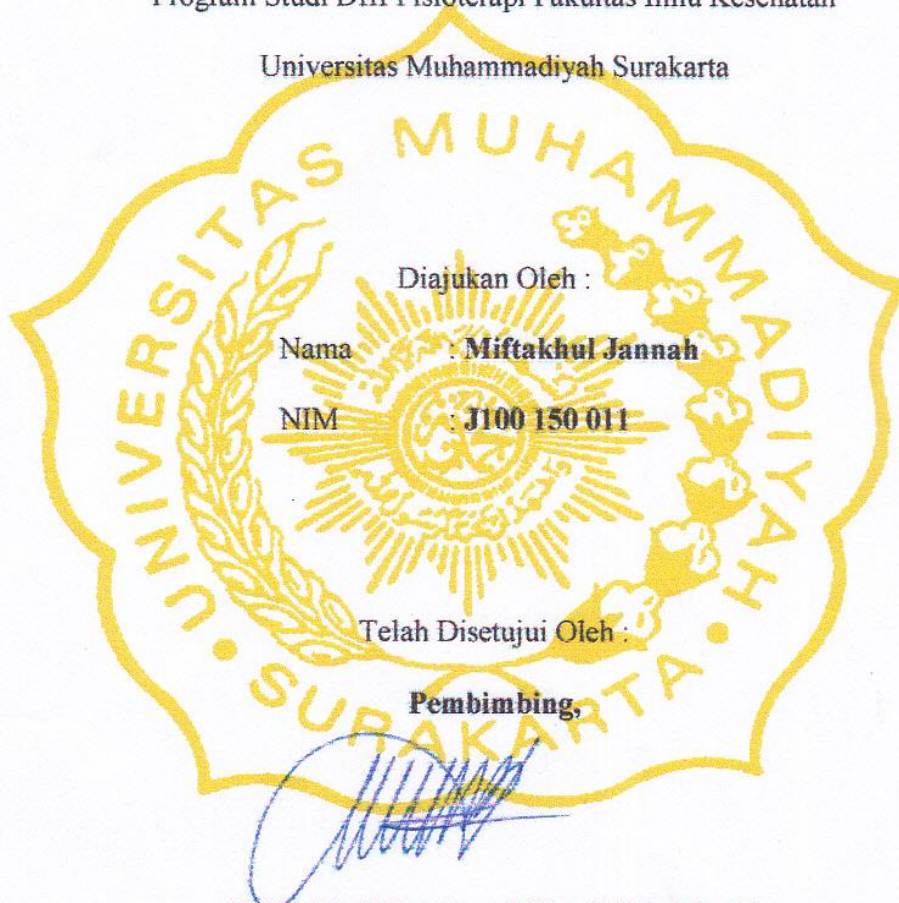 Program Studi DIII Fisioterapi Fakultas Ilmu Kesehatan
Universitas Muhammadiyah Surakarta
UNIVERSITAS MUHAMMADIYAH
• SURAKARTA •
Diajukan Oleh :
Nama : Miftakhul Jannah
NIM : J100 150 011
Telah Disetujui Oleh :
Pembimbing,